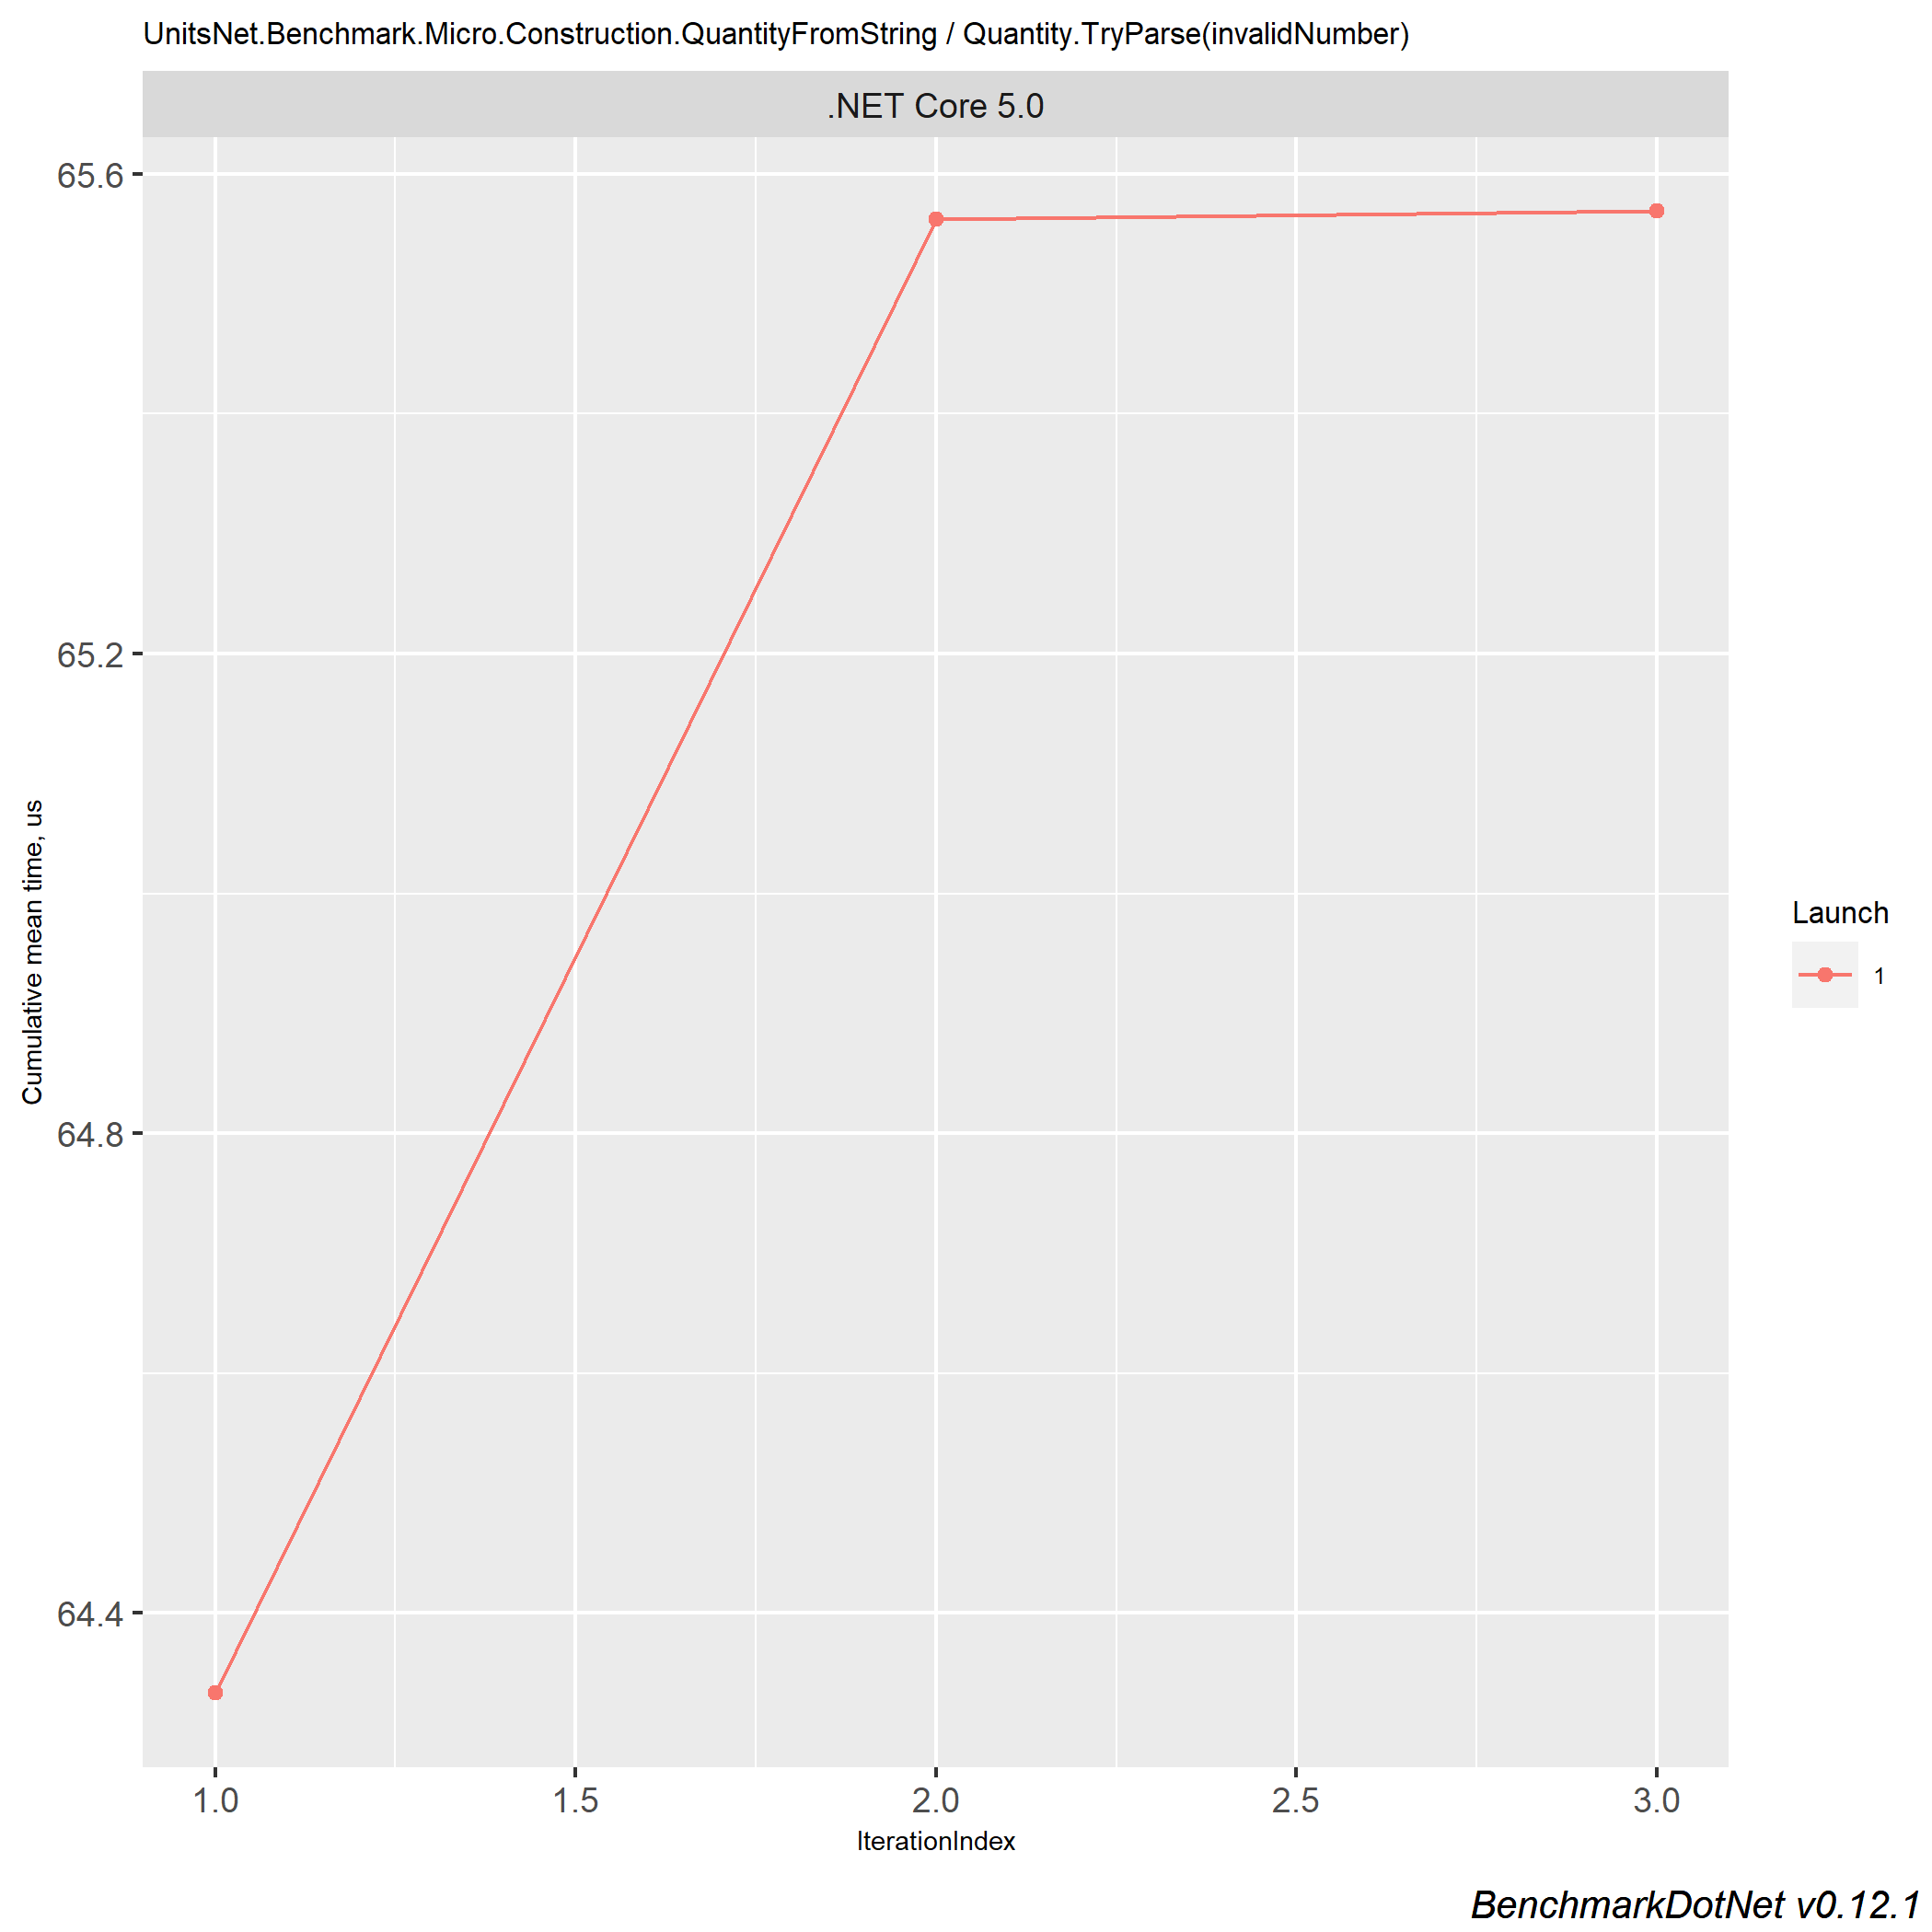 UnitsNet.Benchmark.Micro.Construction.QuantityFromString / Quantity.TryParse(invalidNumber)
.NET Core 5.0
65.6
65.2
64.8
64.4
Cumulative mean time, us
1.0
1.5
2.0
2.5
3.0
IterationIndex
Launch
1
BenchmarkDotNet v0.12.1